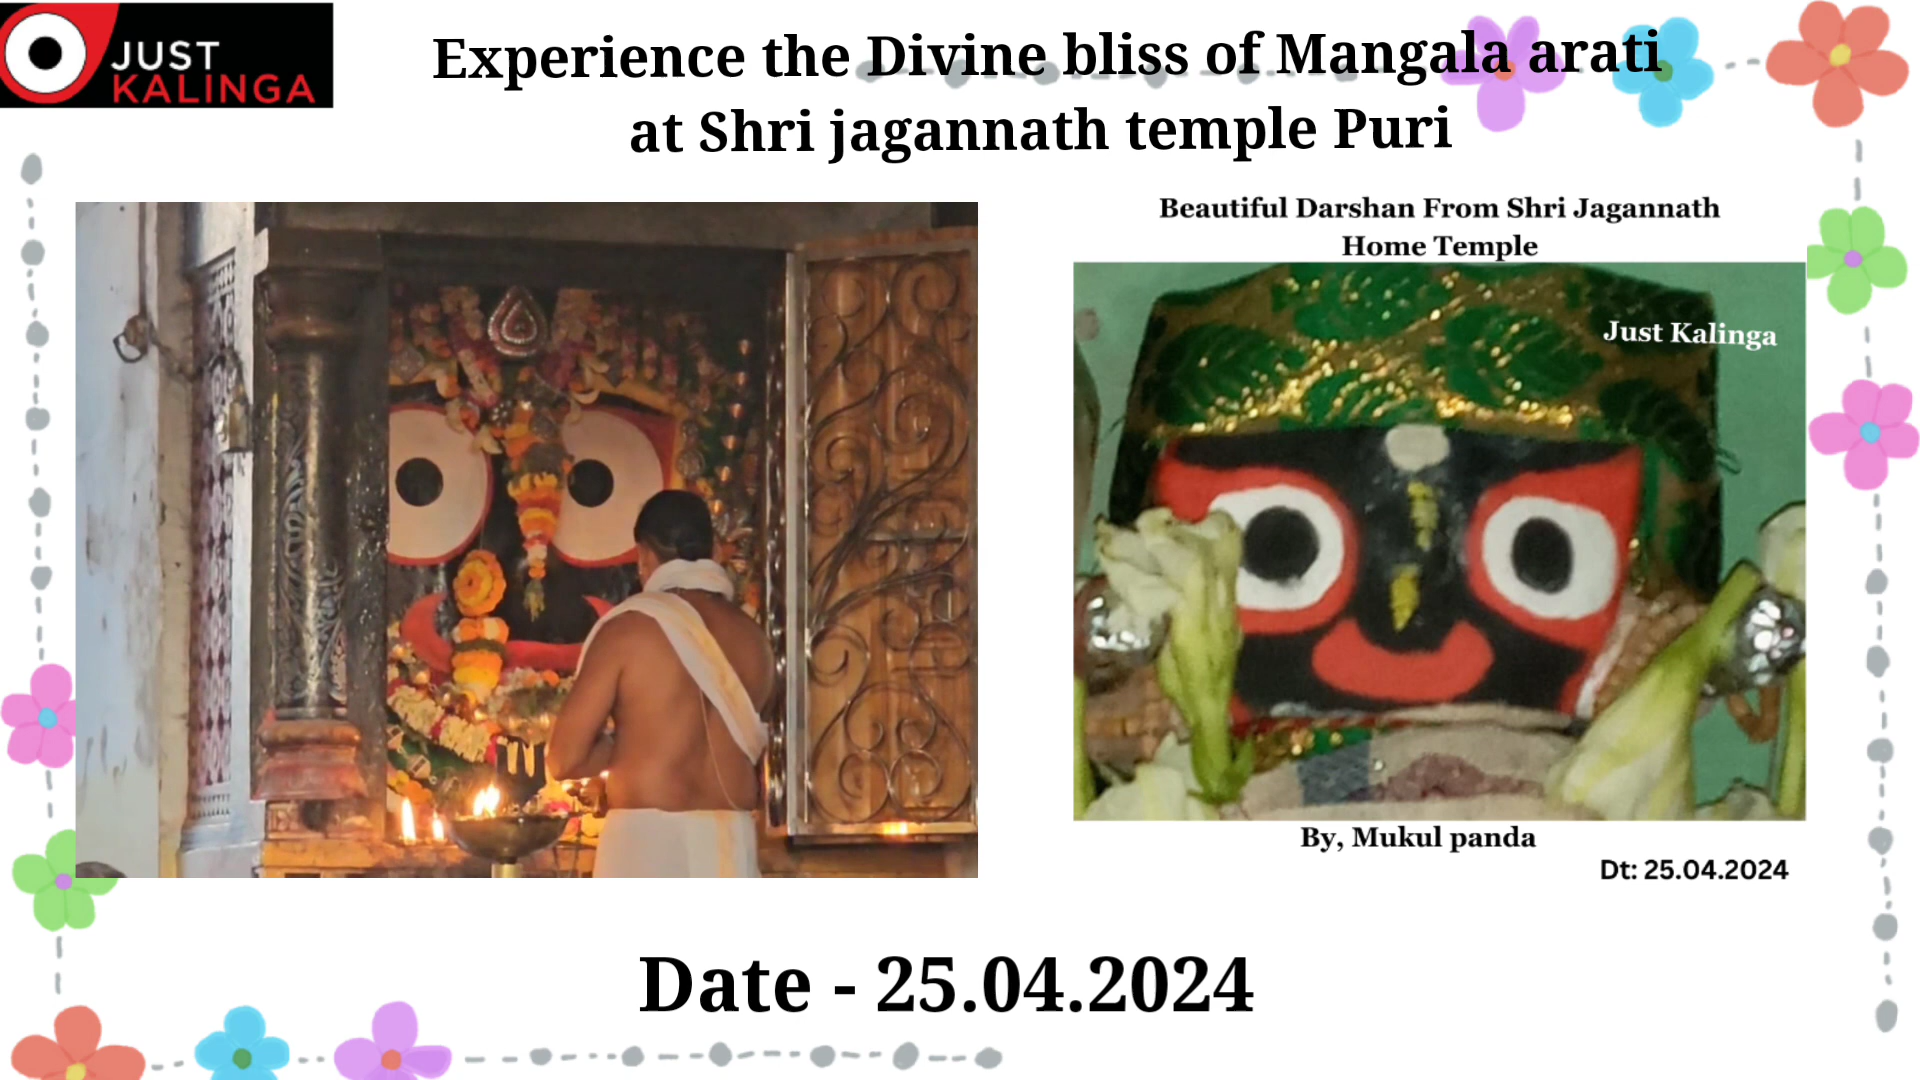 JUST
KALINGA
Experience the Divine bliss of Mangala arati
at Shri jagannath temple Puri
Beautiful Darshan From Shri Jagannath
Home Temple
Just Kalinga
By, Mukul panda
Dt: 25.04.2024
Date - 25.04.2024